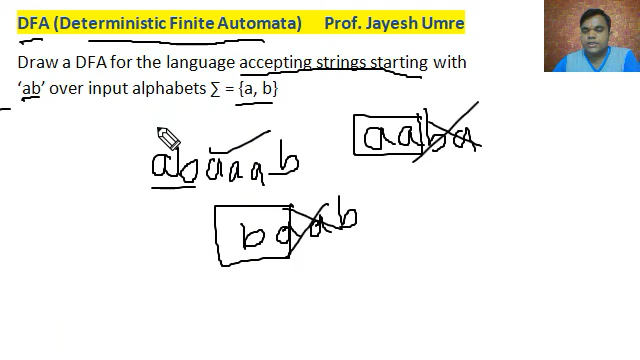 DFA (Deterministic Finite Automata) Prof. Jayesh Umre
Draw a DFA for the language accepting strings starting with
‘ab’ over input alphabets ∑ = {a, b}
aaba
abaaab
baab